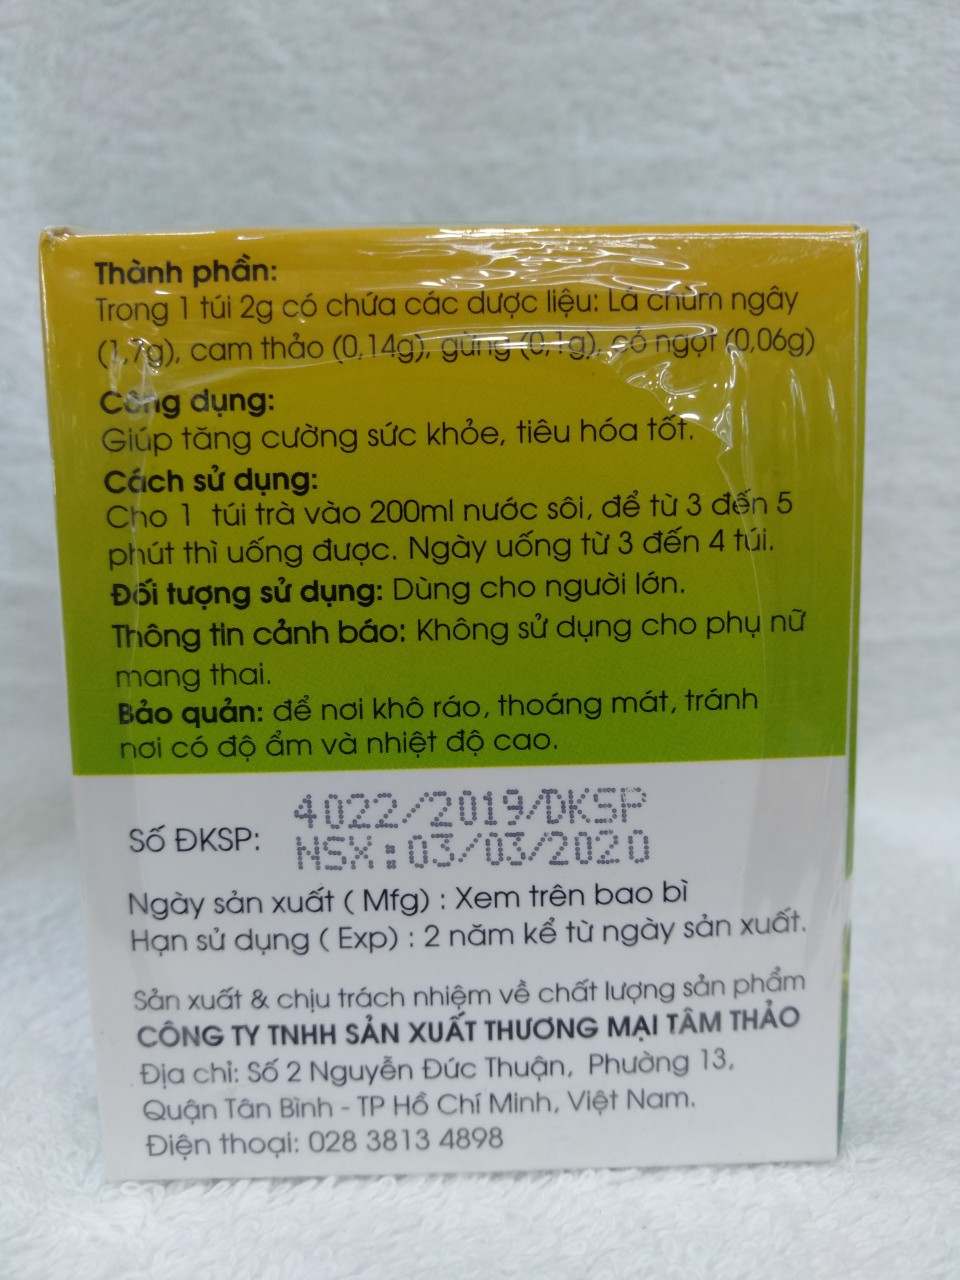 Thành phần:
Trong 1 túi 2g có chứa các dược liệu: Lá chùm ngây
(1,7g), cam thảo (0,14g), gừng (0,1g), cỏ ngọt (0,06g)
Công dụng:
Giúp tăng cường sức khỏe, tiêu hóa tốt.
Cách sử dụng:
Cho 1 túi trà vào 200ml nước sôi, để từ 3 đến 5
phút thì uống được. Ngày uống từ 3 đến 4 túi.
Đối tượng sử dụng: Dùng cho người lớn.
Thông tin cảnh báo: Không sử dụng cho phụ nữ
mang thai.
Bảo quản: để nơi khô ráo, thoáng mát, tránh
nơi có độ ẩm và nhiệt độ cao.
Số ĐKSP: 4022/2019/DKSP
NSX:03/03/2020
Ngày sản xuất ( Mfg) : Xem trên bao bì
Hạn sử dụng ( Exp) : 2 năm kể từ ngày sản xuất.
Sản xuất & chịu trách nhiệm về chất lượng sản phẩm
CÔNG TY TNHH SẢN XUẤT THƯƠNG MẠI TÂM THẢO
Địa chỉ: Số 2 Nguyễn Đức Thuận, Phường 13,
Quận Tân Bình - TP Hồ Chí Minh, Việt Nam.
Điện thoại: 028 3813 4898